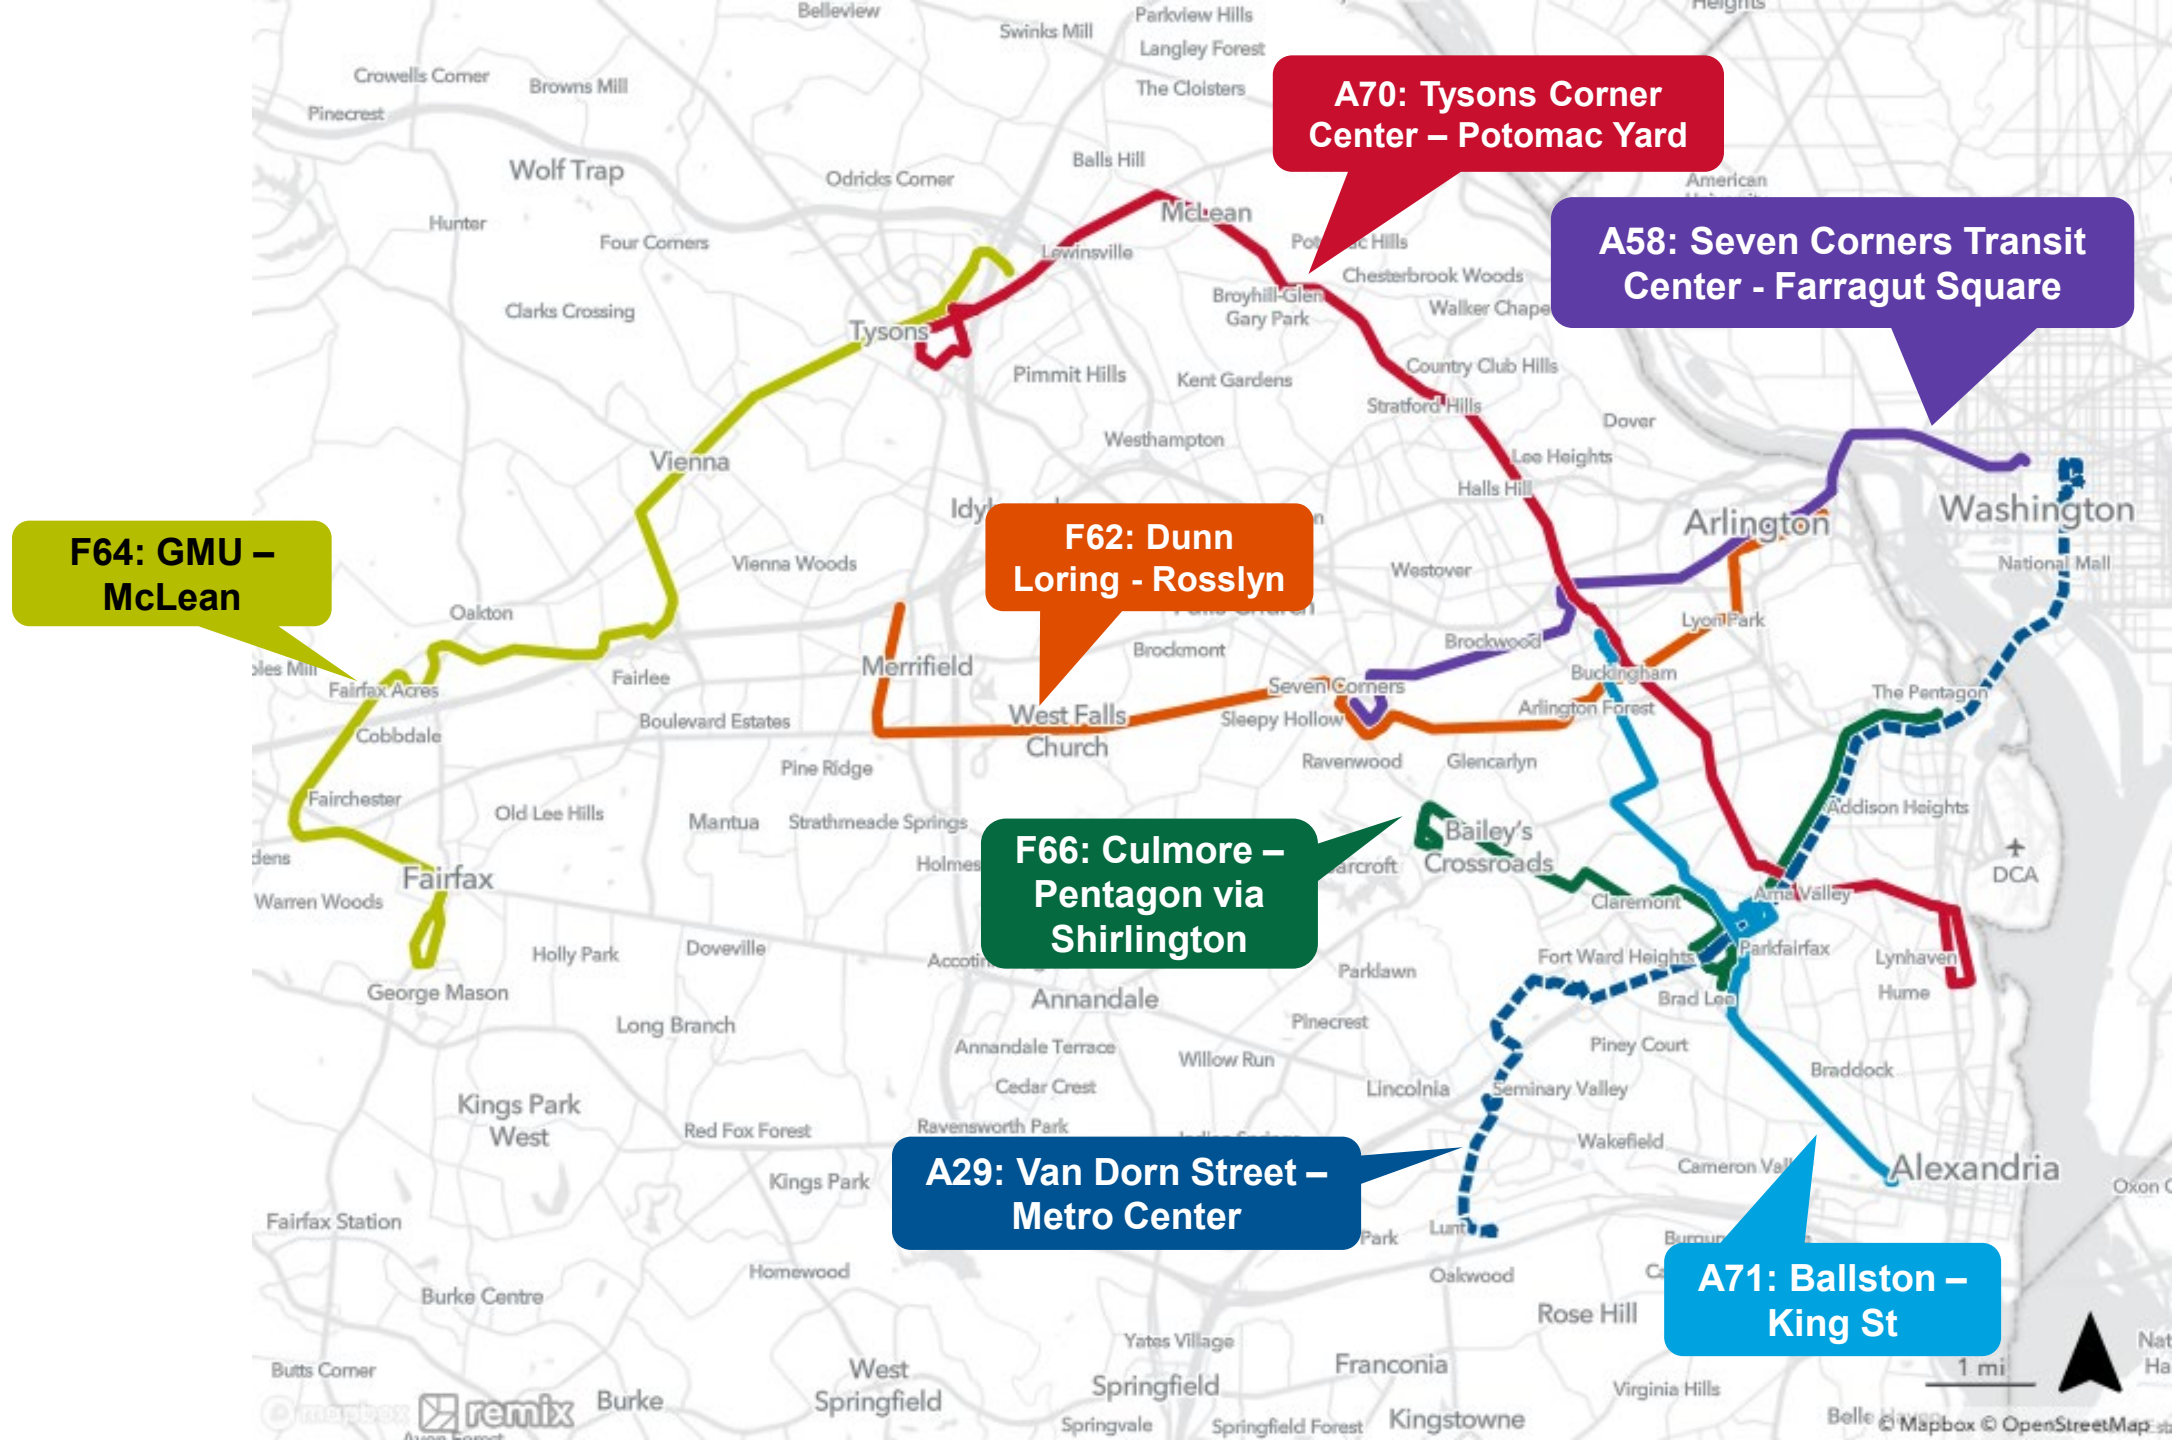 Belleview
Parkview Hills
Swinks Mill
Langley Forest
Crowells Corner
Browns Mill
The Cloisters
Pinecrest
A70: Tysons Corner
Center – Potomac Yard
Wolf Trap
Odricks Corner
Balls Hill
American
Hunter
Four Corners
McLean
Lewinsville
Hills
A58: Seven Corners Transit
Center - Farragut Square
Chesterbrook Woods
Clarks Crossing
Broyhill-Glen
Gary Park
Walker
Tysons
Pimmit Hills
Kent Gardens
Country Club Hills
Stratford Hills
Dover
Westhampton
Lee Heights
Vienna
Halls Hill
Arlington
Washington
F64: GMU –
McLean
F62: Dunn
Loring - Rosslyn
Vienna Woods
Westover
National Mall
Oakton
Lyon Park
Brockmont
Brockwood
Merrifield
Fairlee
Buckingham
Fairfax Acres
Seven Corners
The Pentagon
Boulevard Estates
West Falls
Church
Sleepy Hollow
Arlington Forest
Cobbdale
Pine Ridge
Ravenwood
Glencarlyn
Fairchester
Old Lee Hills
Mantua
Strathmeade Springs
Addison Heights
F66: Culmore –
Pentagon via
Shirlington
Bailey's
Crossroads
DCA
Fairfax
Warren Woods
Claremont
Arna Valley
Holly Park
Doveville
Fort Ward Heights
Parkfairfax
Lynhaven
Parklawn
George Mason
Annandale
Brad Lee
Hume
Long Branch
Pinecrest
Annandale Terrace
Willow Run
Piney Court
Cedar Crest
Lincolnia
Seminary Valley
Braddock
Kings Park
West
Red Fox Forest
Ravensworth Park
Wakefield
A29: Van Dorn Street –
Metro Center
Kings Park
Cameron
Alexandria
Oxon
Fairfax Station
Park
Homewood
Oakwood
A71: Ballston –
King St
Burke Centre
Rose Hill
Yates Village
Butts Corner
West
Springfield
Franconia
1 mi
Springfield
Virginia Hills
mapbox
remix
Burke
Springvale
Springfield Forest
Kingstowne
Belle
© Mapbox © OpenStreetMap